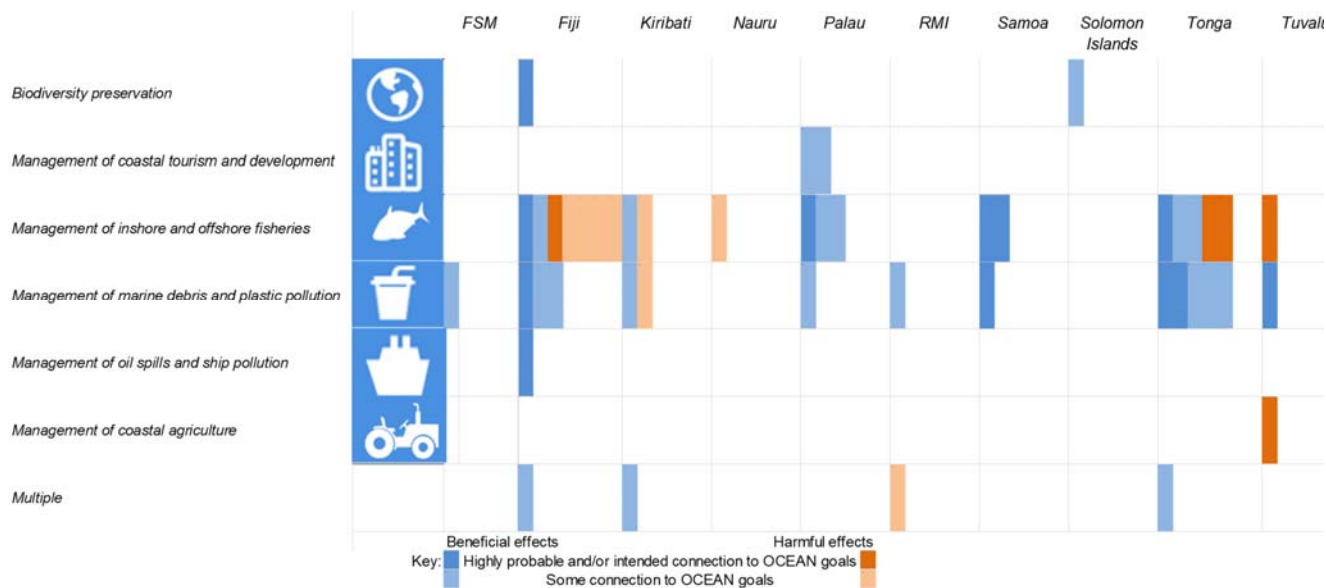 FSM Fiji Kiribati Nauru Palau RMI Samoa Solomon Islands Tonga Tuvalu
Biodiversity preservation
Management of coastal tourism and development
Management of inshore and offshore fisheries
Management of marine debris and plastic pollution
Management of oil spills and ship pollution
Management of coastal agriculture
Multiple
Beneficial effects Harmful effects
Key: Highly probable and/or intended connection to OCEAN goals
Some connection to OCEAN goals